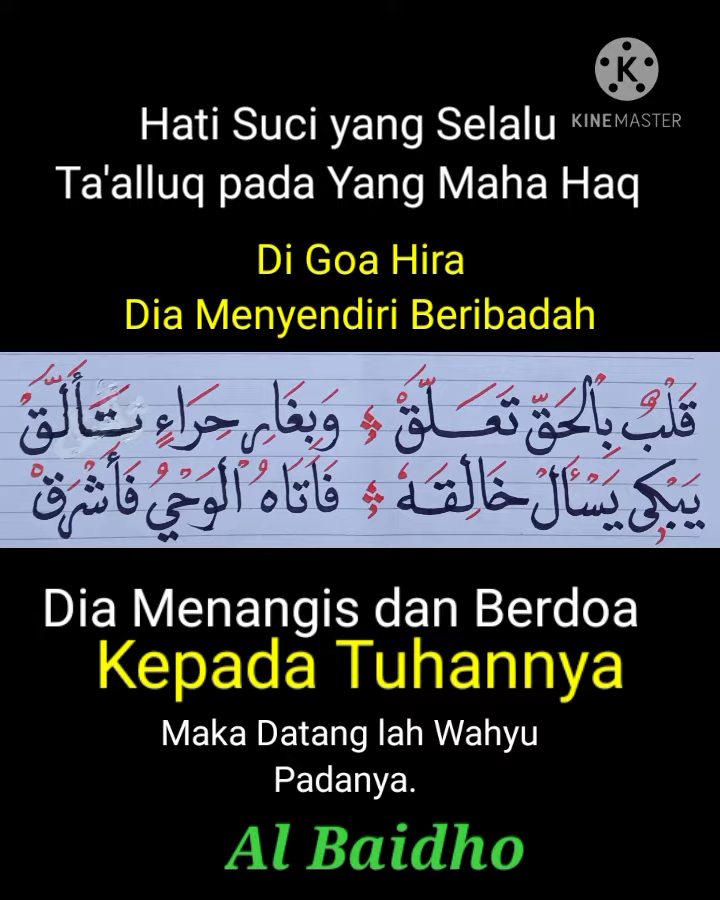 KINEMASTER
Hati Suci yang Selalu
Ta'alluq pada Yang Maha Haq
Di Goa Hira
Dia Menyendiri Beribadah
قَلْبٌ بِالْحَقِّ تَعَلَّقْ وَبِغَارِ حِرَاءٍ تَأَلَّقْ
يَبْكِي يَسْأَلُ خَالِقَهُ فَأَتَاهُ الْوَحْيُ فَأَشْرَقْ
Dia Menangis dan Berdoa
Kepada Tuhannya
Maka Datang lah Wahyu
Padanya.
Al Baidho